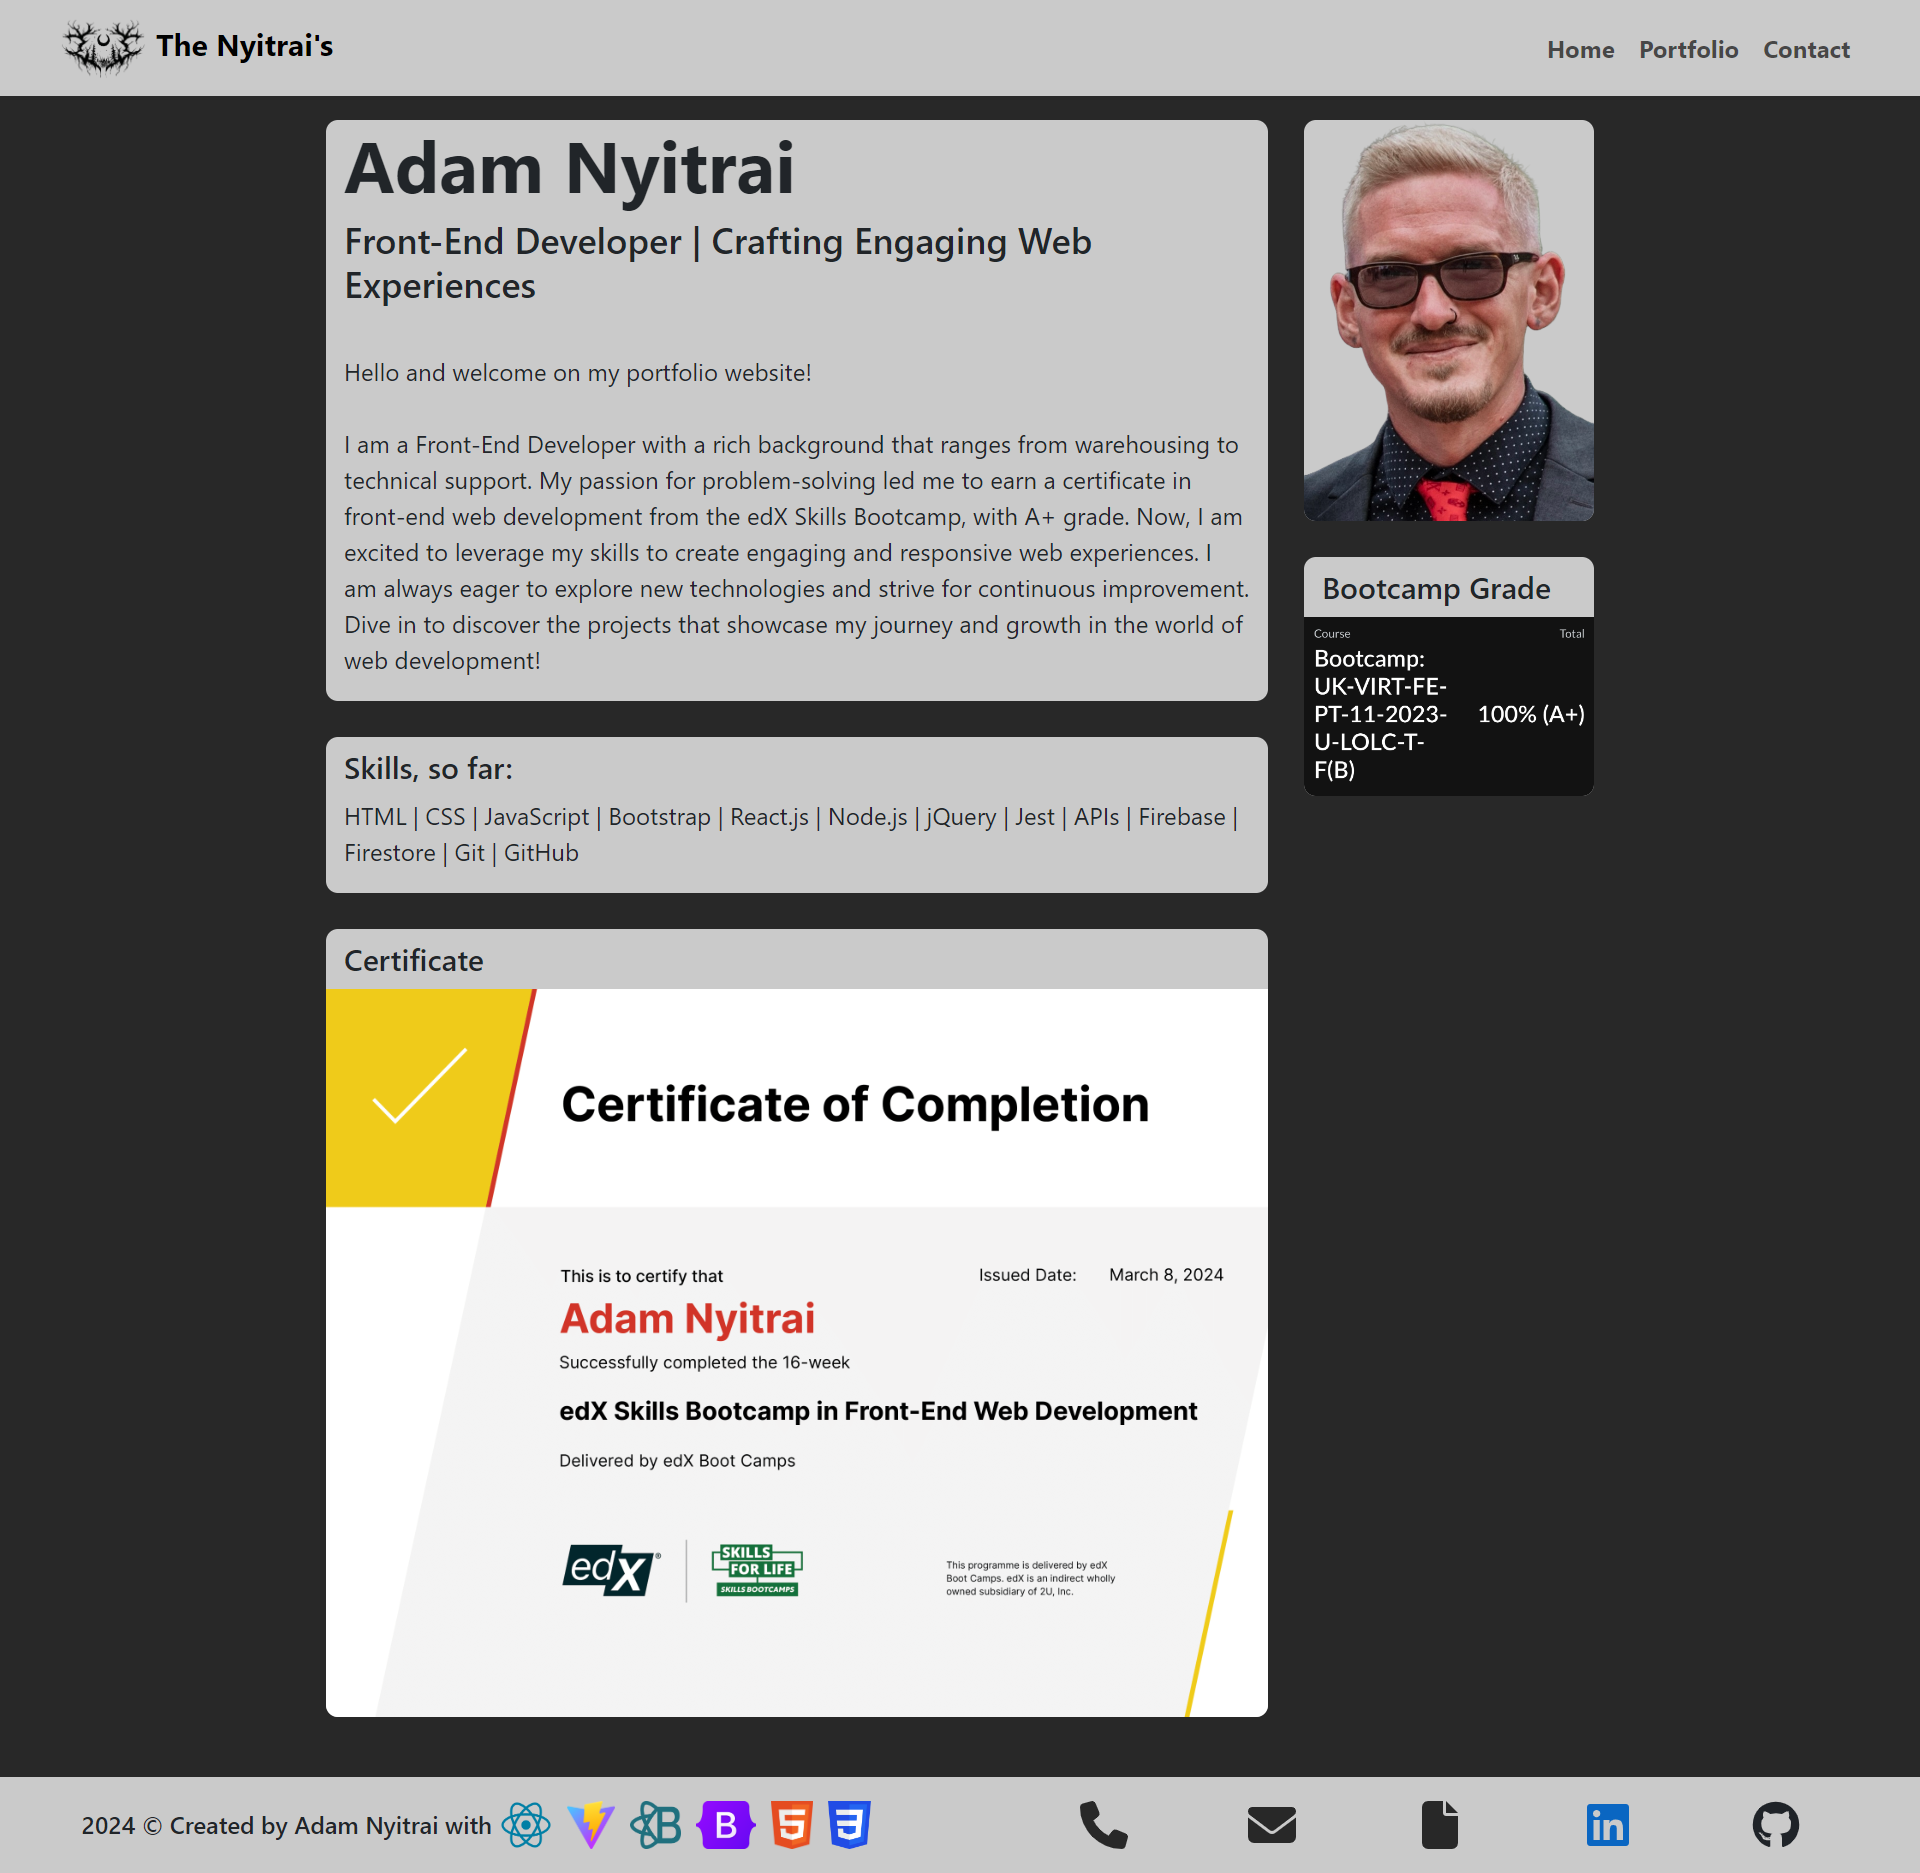 The Nyitrai's
Home Portfolio Contact
Adam Nyitrai
Front-End Developer | Crafting Engaging Web
Experiences
Hello and welcome on my portfolio website!
I am a Front-End Developer with a rich background that ranges from warehousing to
technical support. My passion for problem-solving led me to earn a certificate in
front-end web development from the edX Skills Bootcamp, with A+ grade. Now, I am
excited to leverage my skills to create engaging and responsive web experiences. I
am always eager to explore new technologies and strive for continuous improvement.
Dive in to discover the projects that showcase my journey and growth in the world of
web development!
Bootcamp Grade
Course Total
Bootcamp:
UK-VIRT-FE-
PT-11-2023-
U-LOLC-T-
F(B)
100% (A+)
Skills, so far:
HTML | CSS | JavaScript | Bootstrap | React.js | Node.js | jQuery | Jest | APIs | Firebase |
Firestore | Git | GitHub
Certificate
Certificate of Completion
This is to certify that
Issued Date: March 8, 2024
Adam Nyitrai
Successfully completed the 16-week
edX Skills Bootcamp in Front-End Web Development
Delivered by edX Boot Camps
edX®
SKILLS
FOR LIFE
SKILLS BOOTCAMPS
This programme is delivered by edX
Boot Camps. edX is an indirect wholly
owned subsidiary of 2U, Inc.
2024 © Created by Adam Nyitrai with
B
B
5
3
in